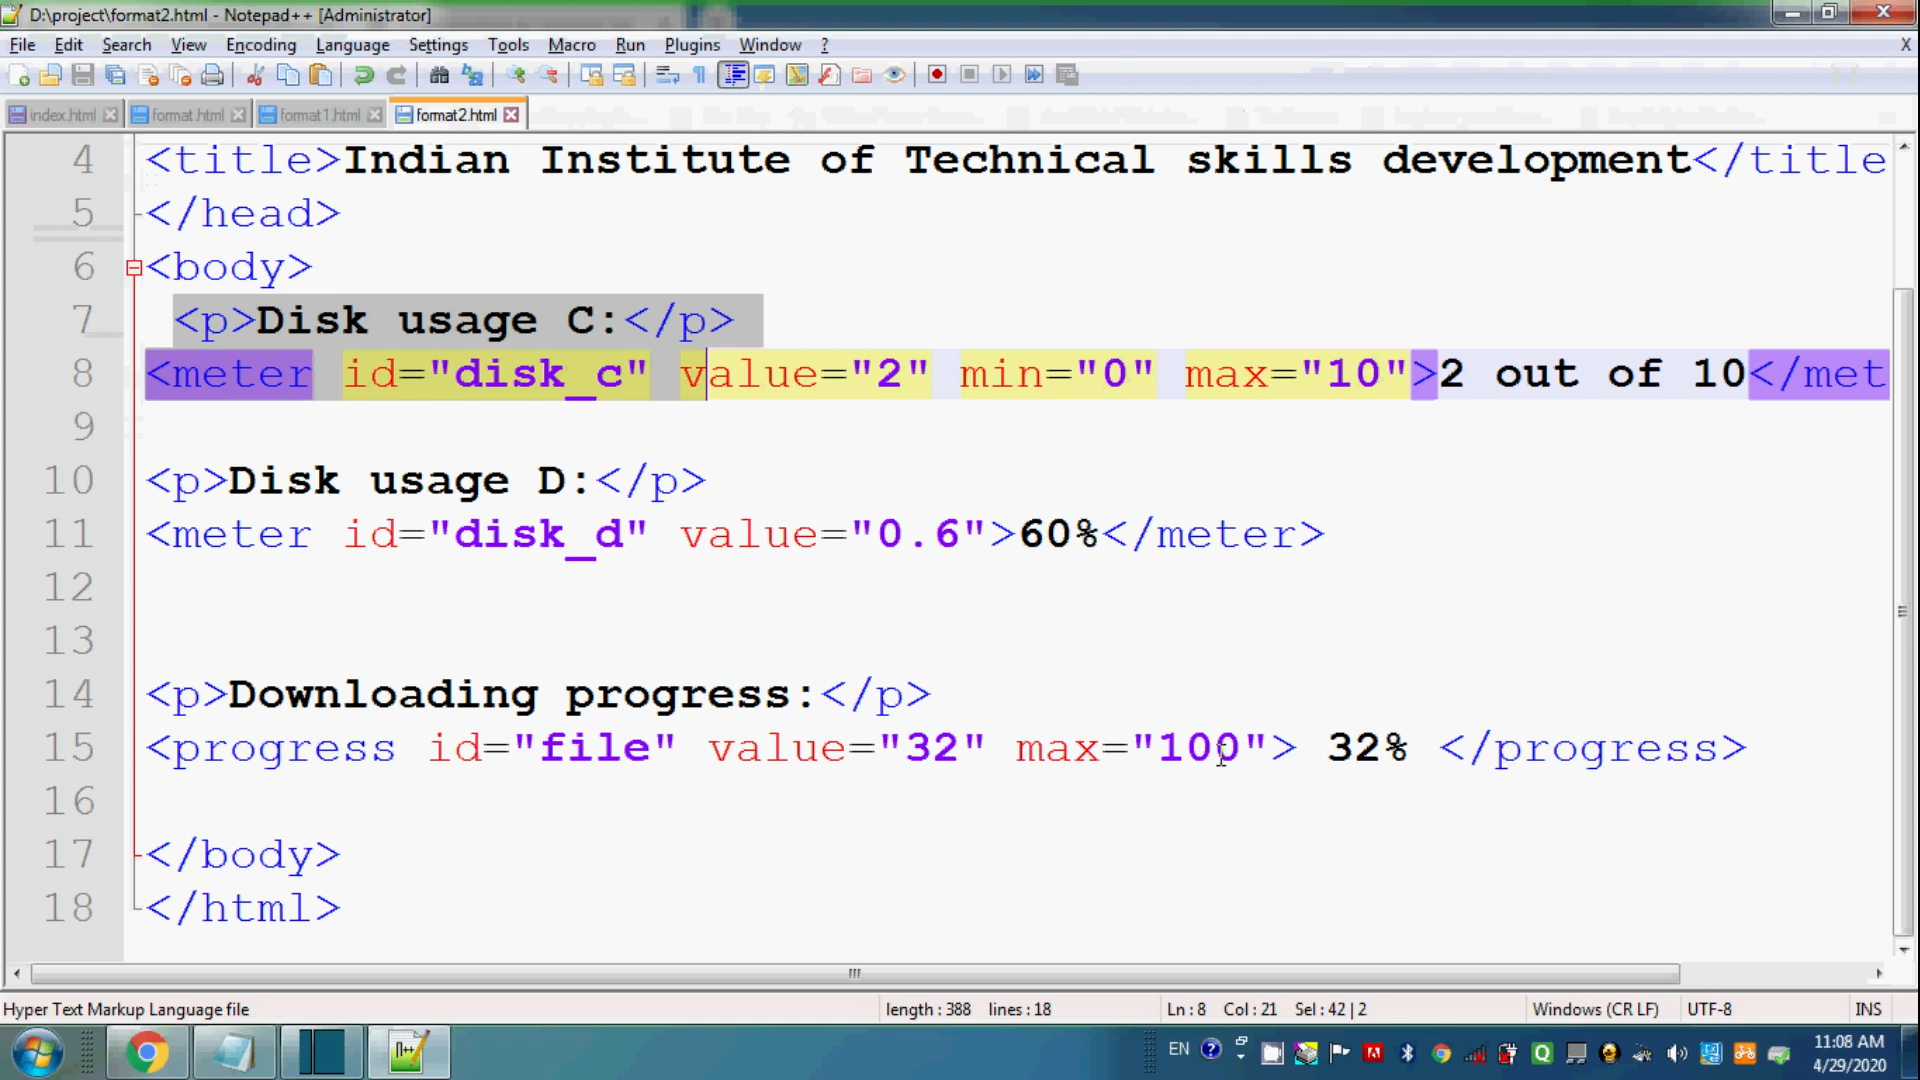 D:\project\format2.html - Notepad++ [Administrator]
File Edit Search View Encoding Language Settings Tools Macro Run Plugins Window ? X
index.html format.html format1.html format2.html
4 <title>Indian Institute of Technical skills development</title
5 </head>
6 <body>
7 <p>Disk usage C:</p>
8 <meter id="disk_c" value="2" min="0" max="10">2 out of 10</met
9
10 <p>Disk usage D:</p>
11 <meter id="disk_d" value="0.6">60%</meter>
12
13
14 <p>Downloading progress:</p>
15 <progress id="file" value="32" max="100"> 32% </progress>
16
17 </body>
18 </html>
Hyper Text Markup Language file length : 388 lines : 18 Ln : 8 Col : 21 Sel : 42 | 2 Windows (CR LF) UTF-8 INS
EN 11:08 AM
4/29/2020